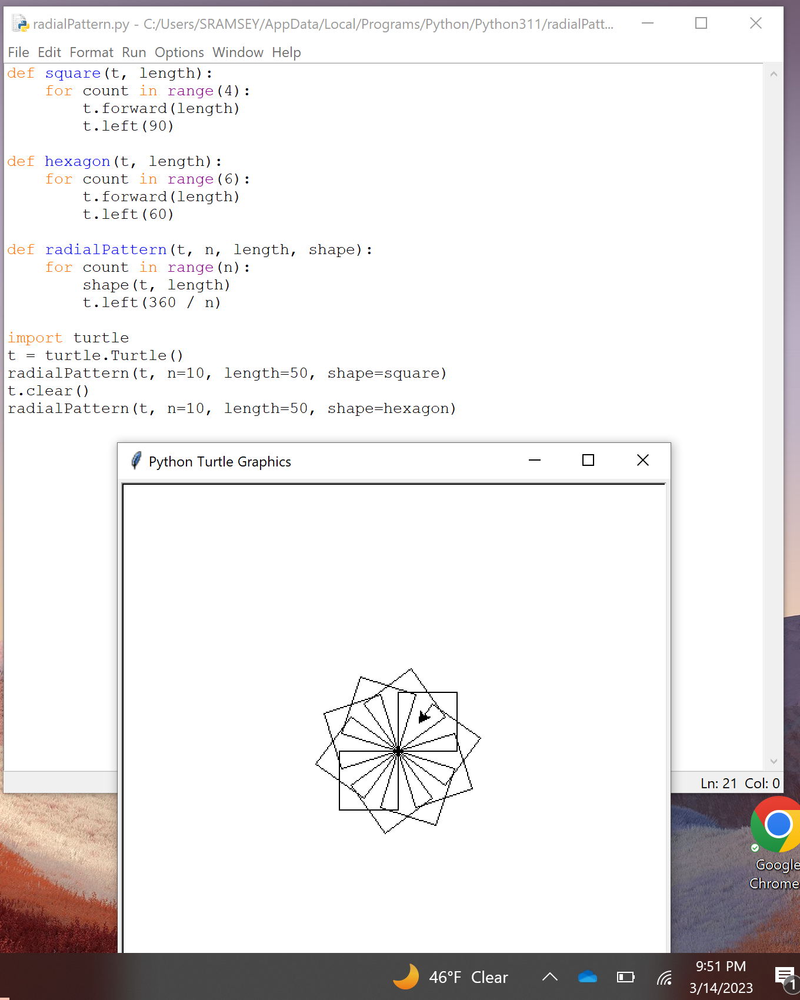 radialPattern.py - C:/Users/SRAMSEY/AppData/Local/Programs/Python/Python311/radialPatt...
File Edit Format Run Options Window Help
def square(t, length):
    for count in range(4):
        t.forward(length)
        t.left(90)
def hexagon(t, length):
    for count in range(6):
        t.forward(length)
        t.left(60)
def radialPattern(t, n, length, shape):
    for count in range(n):
        shape(t, length)
        t.left(360 / n)
import turtle
t = turtle.Turtle()
radialPattern(t, n=10, length=50, shape=square)
t.clear()
radialPattern(t, n=10, length=50, shape=hexagon)
Python Turtle Graphics
Ln: 21 Col: 0
Google
Chrome
46°F Clear
9:51 PM
3/14/2023
1